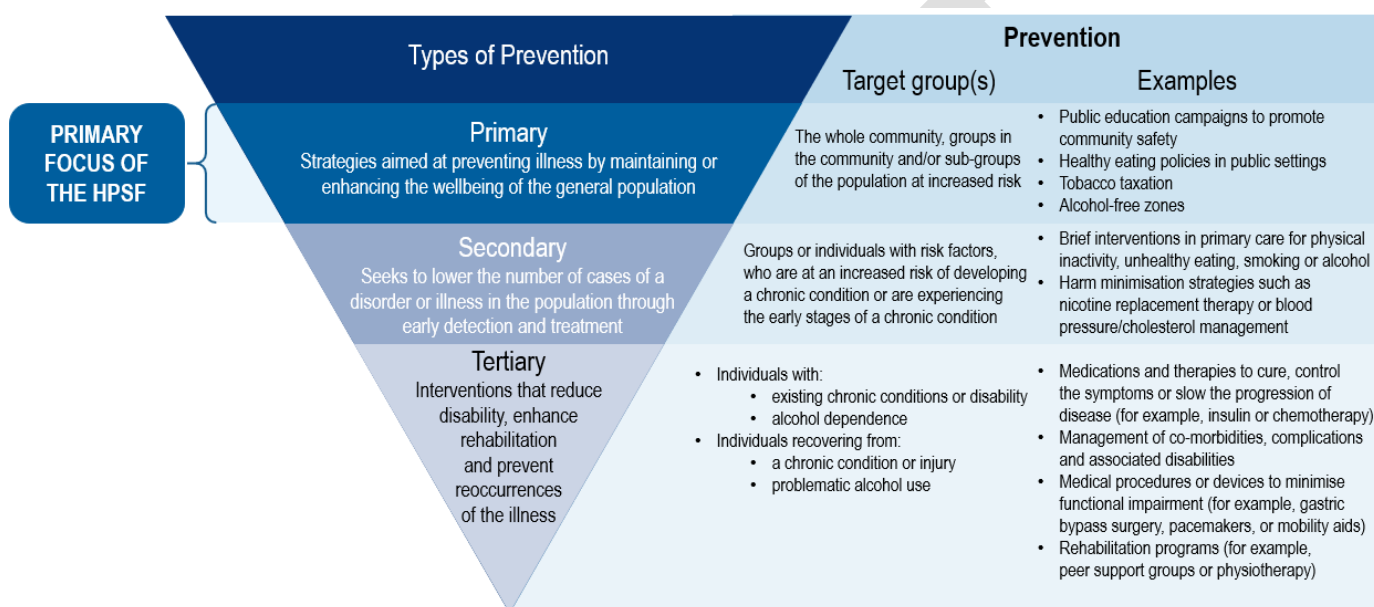 Types of Prevention
Prevention
Target group(s)
Examples
PRIMARY
FOCUS OF
THE HPSF
Primary
Strategies aimed at preventing illness by maintaining or
enhancing the wellbeing of the general population
The whole community, groups in
the community and/or sub-groups
of the population at increased risk
• Public education campaigns to promote
community safety
• Healthy eating policies in public settings
• Tobacco taxation
• Alcohol-free zones
Secondary
Seeks to lower the number of cases of a
disorder or illness in the population through
early detection and treatment
Groups or individuals with risk factors,
who are at an increased risk of developing
a chronic condition or are experiencing
the early stages of a chronic condition
• Brief interventions in primary care for physical
inactivity, unhealthy eating, smoking or alcohol
• Harm minimisation strategies such as
nicotine replacement therapy or blood
pressure/cholesterol management
Tertiary
Interventions that reduce
disability, enhance
rehabilitation
and prevent
reoccurrences
of the illness
• Individuals with:
• existing chronic conditions or disability
• alcohol dependence
• Individuals recovering from:
• a chronic condition or injury
• problematic alcohol use
• Medications and therapies to cure, control
the symptoms or slow the progression of
disease (for example, insulin or chemotherapy)
• Management of co-morbidities, complications
and associated disabilities
• Medical procedures or devices to minimise
functional impairment (for example, gastric
bypass surgery, pacemakers, or mobility aids)
• Rehabilitation programs (for example,
peer support groups or physiotherapy)